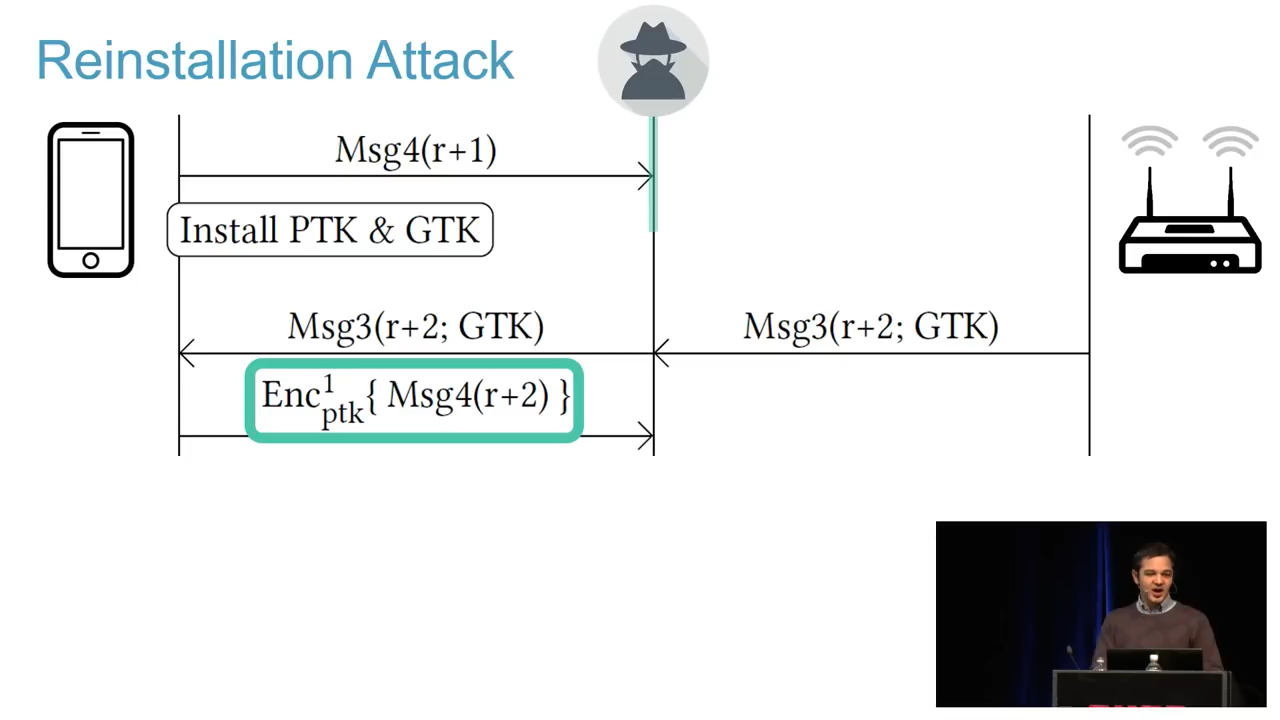 Reinstallation Attack
Msg4(r+1)
Install PTK & GTK
Msg3(r+2; GTK)
Msg3(r+2; GTK)
Enc¹ptk{ Msg4(r+2) }